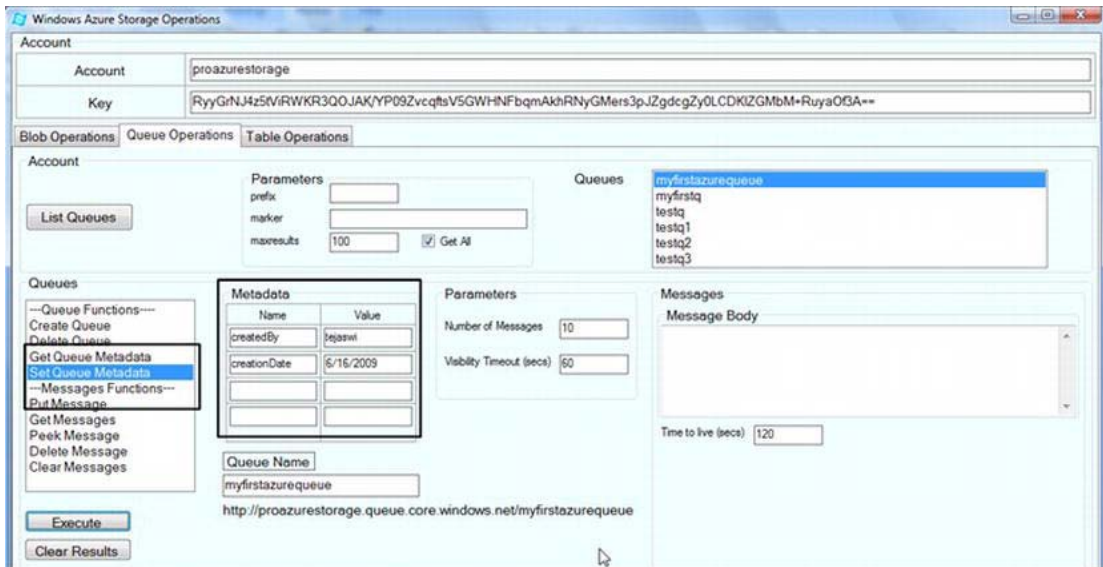 Windows Azure Storage Operations
Account
Account
proazurestorage
Key
Blob Operations Queue Operations Table Operations
Account
List Queues
Parameters
prefix
marker
maxresults 100 Get All
Queues
myfirstazurequeue
myfirstq
testq
testq1
testq2
testq3
Queues
---Queue Functions----
Create Queue
Delete Queue
Get Queue Metadata
Set Queue Metadata
---Messages Functions---
Put Message
Get Messages
Peek Message
Delete Message
Clear Messages
Execute
Clear Results
Metadata
Name Value
createdBy tejaswi
creationDate 6/16/2009
Queue Name
myfirstazurequeue
http://proazurestorage.queue.core.windows.net/myfirstazurequeue
Parameters
Number of Messages 10
Visibility Timeout (secs) 60
Messages
Message Body
Time to live (secs) 120